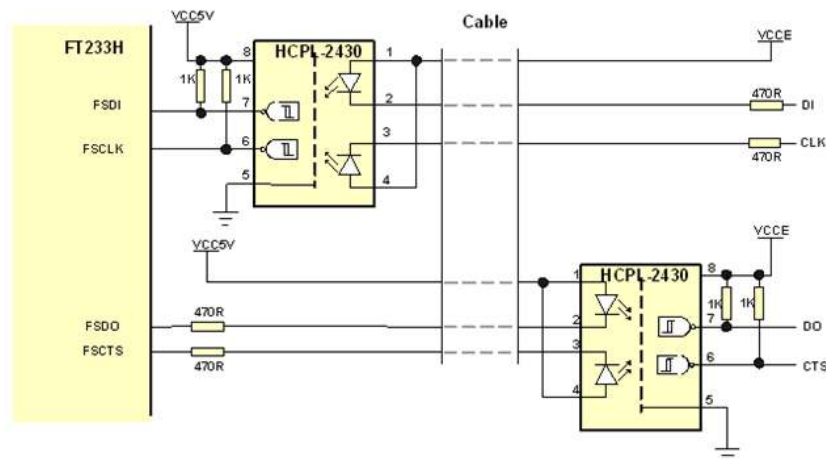 Cable
VCC5V
VCCE
FT233H
HCPL-2430
8
1
1K
1K
470R
FSDI
7
2
DI
3
CLK
FSCLK
6
470R
5
4
VCC5V
VCCE
1
HCPL-2430
8
470R
1K
1K
FSDO
2
7
DO
FSCTS
3
6
CTS
470R
4
5